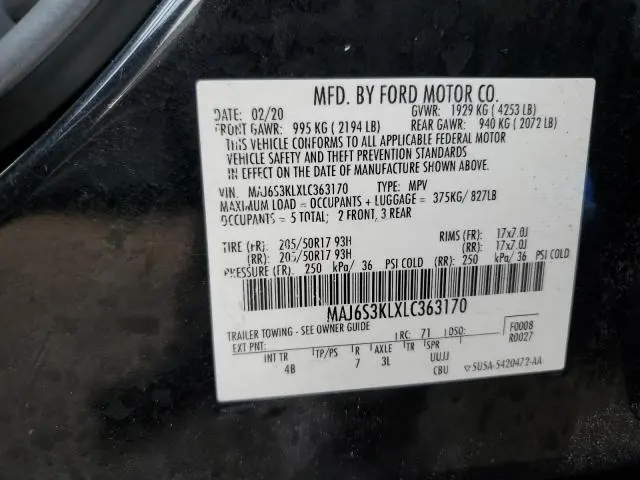 MFD. BY FORD MOTOR CO.
DATE: 02/20 GVWR: 1929 KG ( 4253 LB)
FRONT GAWR: 995 KG ( 2194 LB) REAR GAWR: 940 KG ( 2072 LB)
THIS VEHICLE CONFORMS TO ALL APPLICABLE FEDERAL MOTOR
VEHICLE SAFETY AND THEFT PREVENTION STANDARDS
IN EFFECT ON THE DATE OF MANUFACTURE SHOWN ABOVE.
VIN: MAJ6S3KLXLC363170 TYPE: MPV
MAXIMUM LOAD = OCCUPANTS + LUGGAGE = 375KG/ 827LB
OCCUPANTS = 5 TOTAL; 2 FRONT, 3 REAR
TIRE (FR): 205/50R17 93H RIMS (FR): 17x7.0J
(RR): 205/50R17 93H (RR): 17x7.0J
PRESSURE (FR): 250 kPa/ 36 PSI COLD (RR): 250 kPa/ 36 PSI COLD
MAJ6S3KLXLC363170
TRAILER TOWING - SEE OWNER GUIDE
EXT PNT: RC: 71 DSO: F0008
R0027
INT TR TP/PS R AXLE TR SPR
4B 7 3L UUJJ
CBU 5U5A-5420472-AA